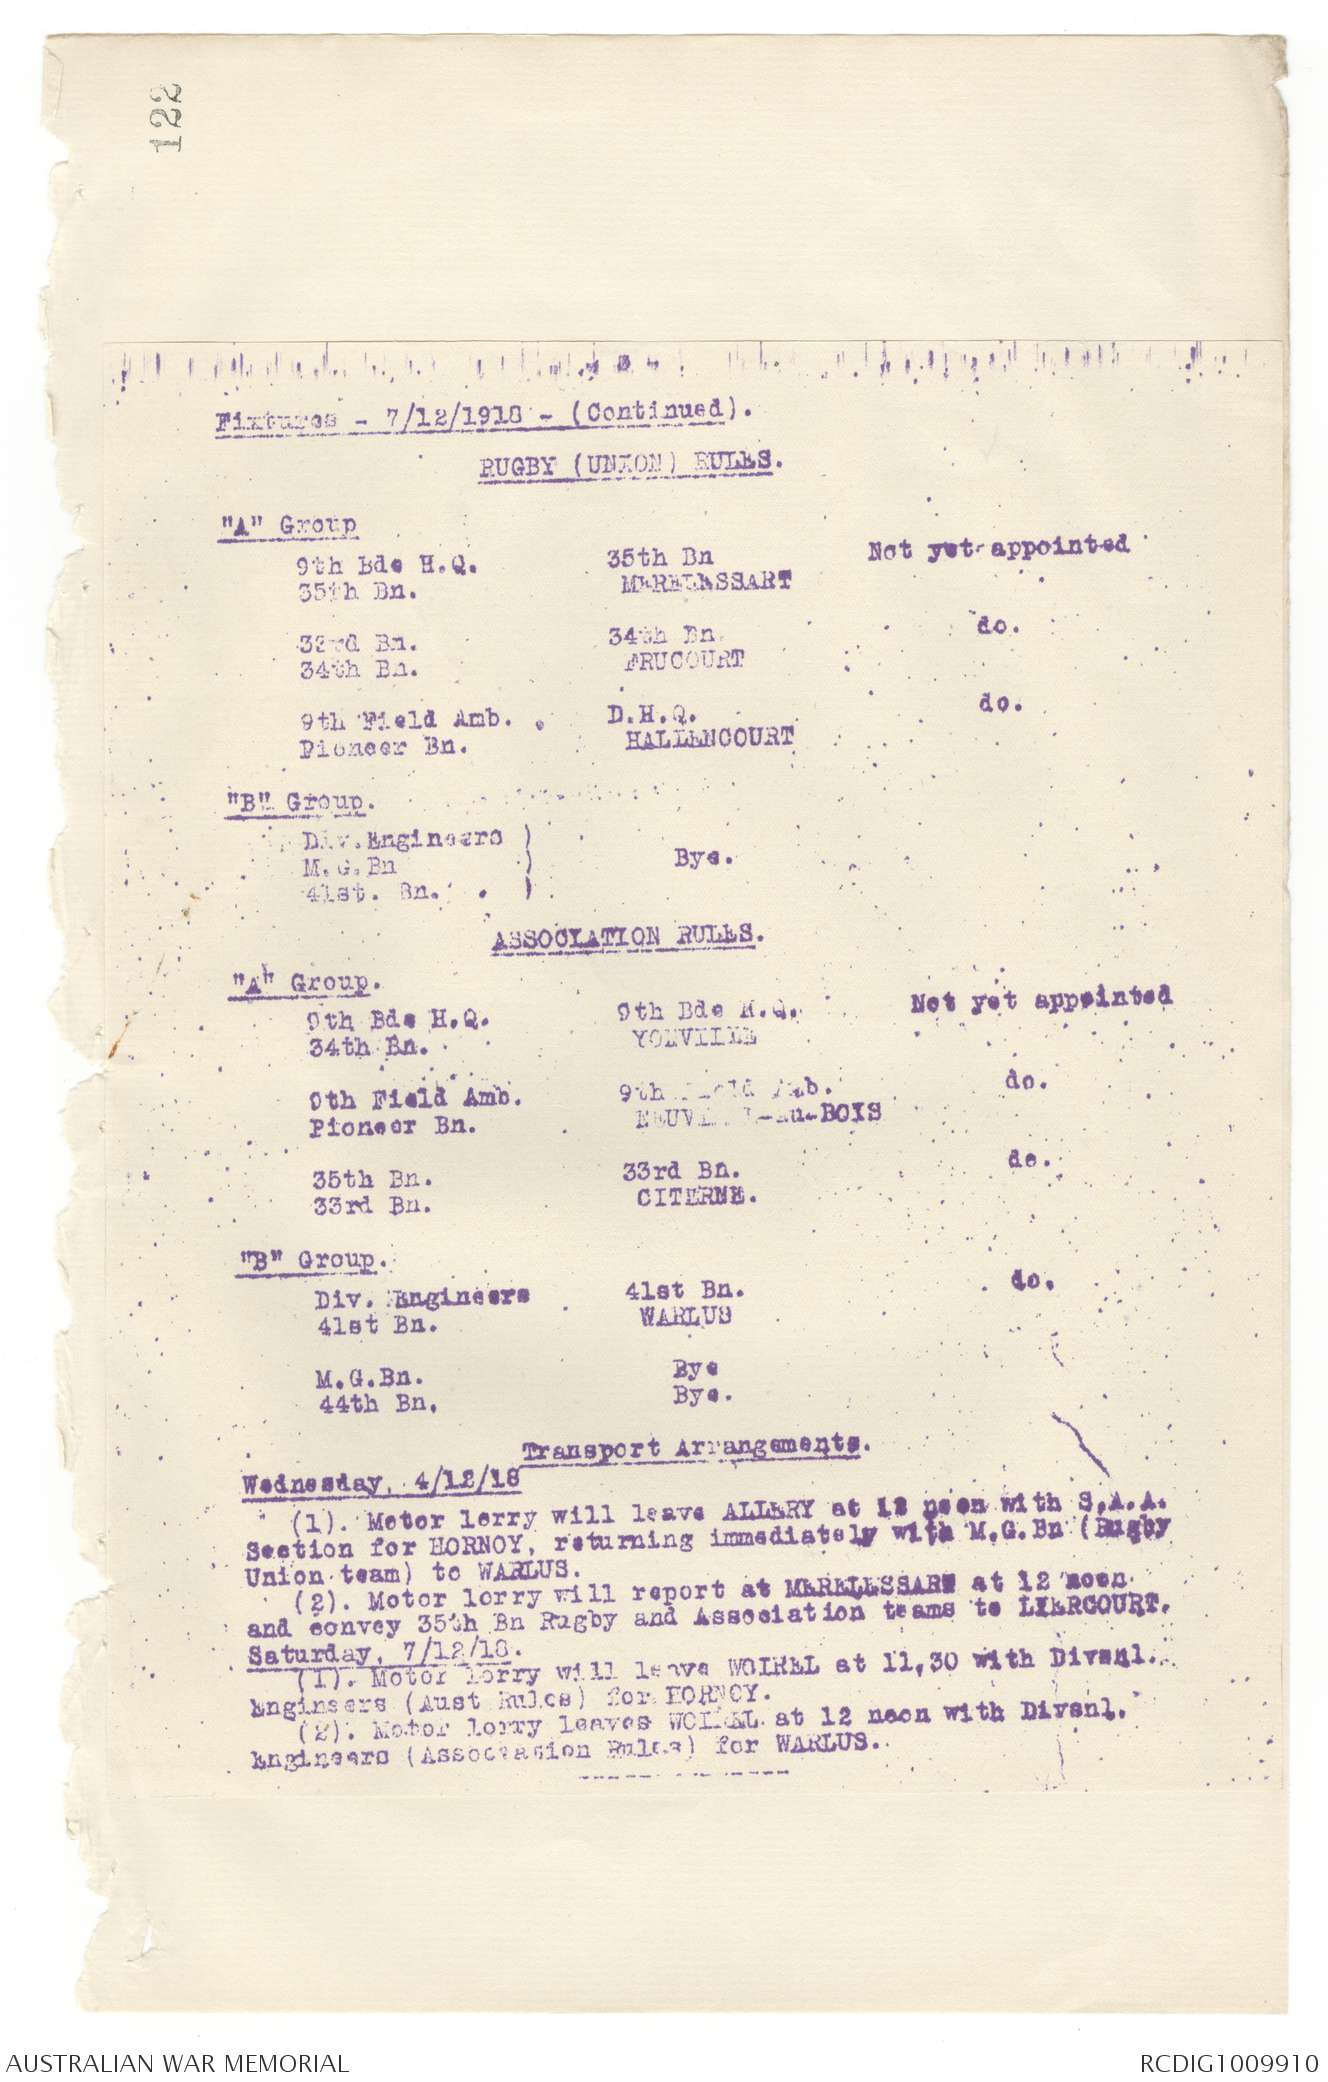 122
Fixtures - 7/12/1918 - (Continued).
RUGBY (UNION) RULES.
"A" Group
9th Bde H.Q. 35th Bn Not yet appointed
35th Bn. MERELESSART
33rd Bn. 34th Bn. do.
34th Bn. FRUCOURT
9th Field Amb. D.H.Q. do.
Pioneer Bn. HALLENCOURT
"B" Group.
Div. Engineers )
M.G.Bn ) Bye.
41st. Bn. )
ASSOCIATION RULES.
"A" Group.
9th Bde H.Q. 9th Bde H.Q. Not yet appointed
34th Bn. YONVILLE
9th Field Amb. 9th Field Amb. do.
Pioneer Bn. -au-BOIS
35th Bn. 33rd Bn. do.
33rd Bn. CITERNE.
"B" Group.
Div. Engineers 41st Bn. do.
41st Bn. WARLUS
M.G.Bn. Bye
44th Bn. Bye.
Transport Arrangements.
Wednesday, 4/12/18
(1). Motor lorry will leave ALLERY at 12 noon with S.A.A.
Section for HORNOY, returning immediately with M.G.Bn (Rugby
Union team) to WARLUS.
(2). Motor lorry will report at MERELESSART at 12 noon
and convey 35th Bn Rugby and Association teams to LIERCOURT.
Saturday, 7/12/18.
(1). Motor lorry will leave WOIREL at 11,30 with Divsnl.
Engineers (Aust Rules) for HORNOY.
(2). Motor lorry leaves WOIREL at 12 noon with Divsnl.
Engineers (Association Rules) for WARLUS.
AUSTRALIAN WAR MEMORIAL RCDIG1009910